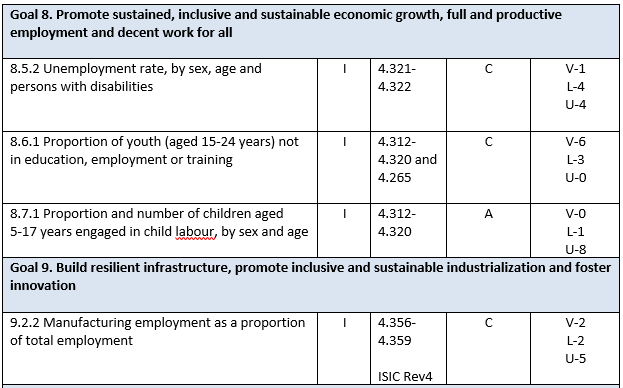 Goal 8. Promote sustained, inclusive and sustainable economic growth, full and productive
employment and decent work for all
8.5.2 Unemployment rate, by sex, age and
persons with disabilities
I
4.321-
4.322
C
V-1
L-4
U-4
8.6.1 Proportion of youth (aged 15-24 years) not
in education, employment or training
I
4.312-
4.320 and
4.265
C
V-6
L-3
U-0
8.7.1 Proportion and number of children aged
5-17 years engaged in child labour, by sex and age
I
4.312-
4.320
A
V-0
L-1
U-8
Goal 9. Build resilient infrastructure, promote inclusive and sustainable industrialization and foster
innovation
9.2.2 Manufacturing employment as a proportion
of total employment
I
4.356-
4.359
ISIC Rev4
C
V-2
L-2
U-5